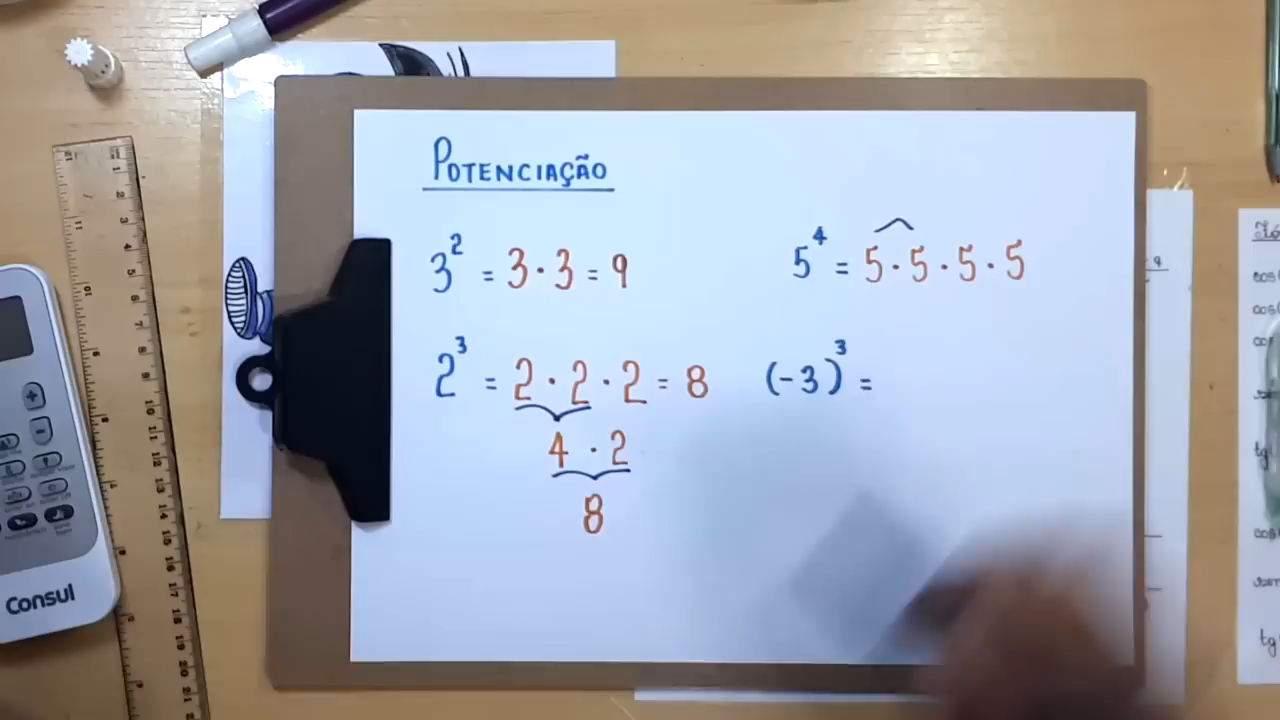 POTENCIAÇÃO
3² = 3 · 3 = 9
2³ = 2 · 2 · 2 = 8
4 · 2
8
5⁴ = 5 · 5 · 5 · 5
(-3)³ =
Consul